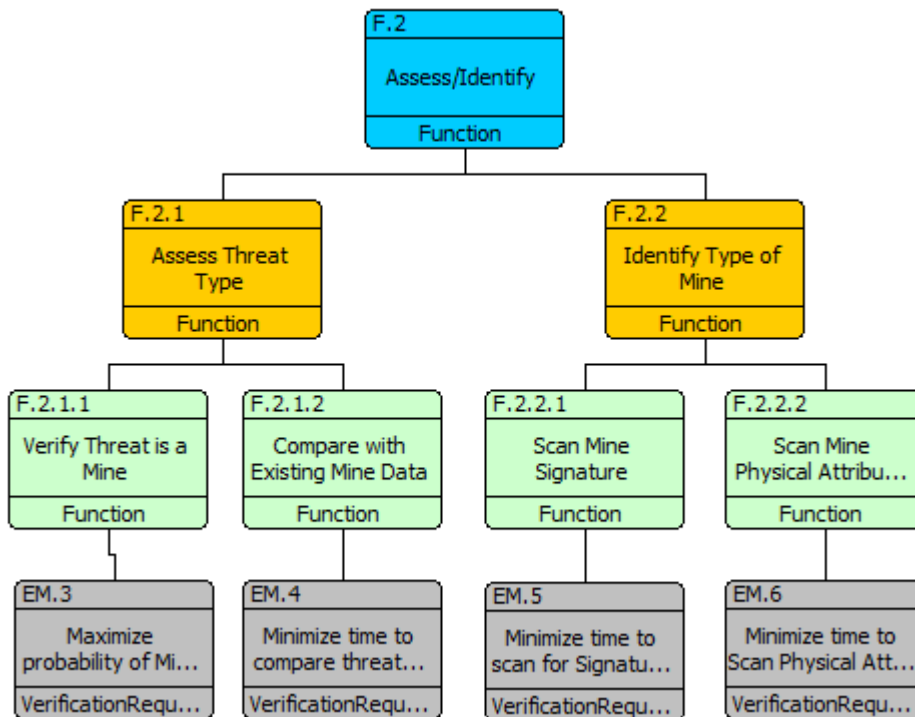 F.2
Assess/Identify
Function
F.2.1
Assess Threat
Type
Function
F.2.2
Identify Type of
Mine
Function
F.2.1.1
Verify Threat is a
Mine
Function
F.2.1.2
Compare with
Existing Mine Data
Function
F.2.2.1
Scan Mine
Signature
Function
F.2.2.2
Scan Mine
Physical Attribu...
Function
EM.3
Maximize
probability of Mi...
VerificationRequ...
EM.4
Minimize time to
compare threat...
VerificationRequ...
EM.5
Minimize time to
scan for Signatu...
VerificationRequ...
EM.6
Minimize time to
Scan Physical Att...
VerificationRequ...